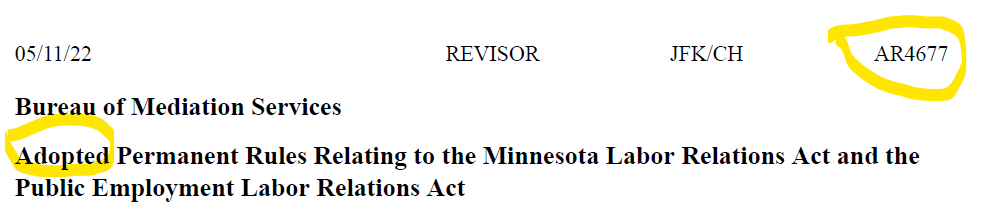 05/11/22 REVISOR JFK/CH AR4677
Bureau of Mediation Services
Adopted Permanent Rules Relating to the Minnesota Labor Relations Act and the
Public Employment Labor Relations Act